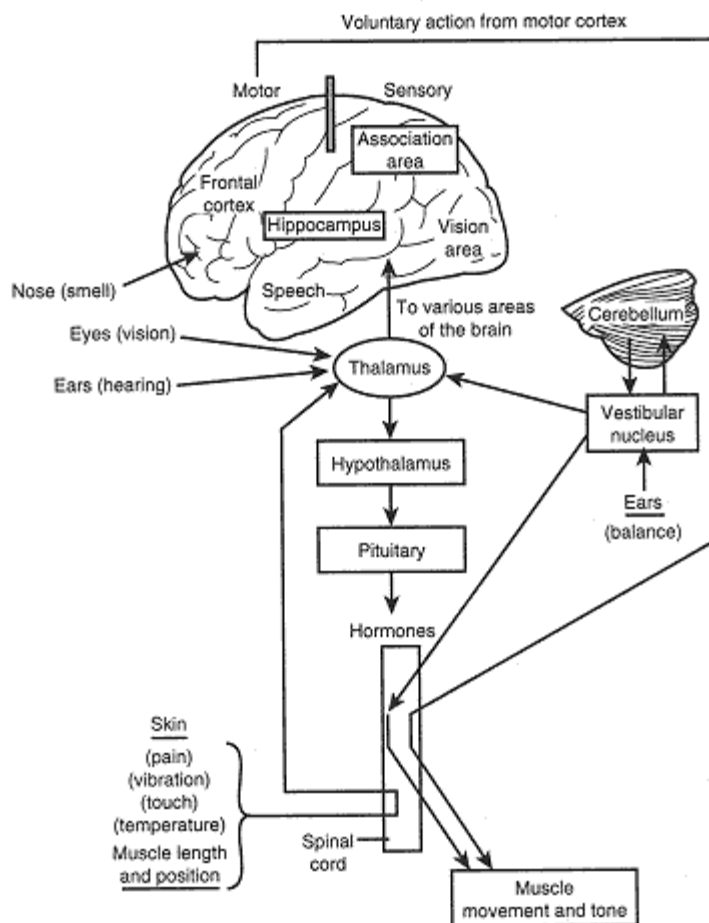 Voluntary action from motor cortex
Motor
Sensory
Association
area
Frontal
cortex
Hippocampus
Vision
area
Nose (smell)
Speech
To various areas
of the brain
Cerebellum
Eyes (vision)
Ears (hearing)
Thalamus
Vestibular
nucleus
Hypothalamus
Ears
(balance)
Pituitary
Hormones
Skin
(pain)
(vibration)
(touch)
(temperature)
Muscle length
and position
Spinal
cord
Muscle
movement and tone